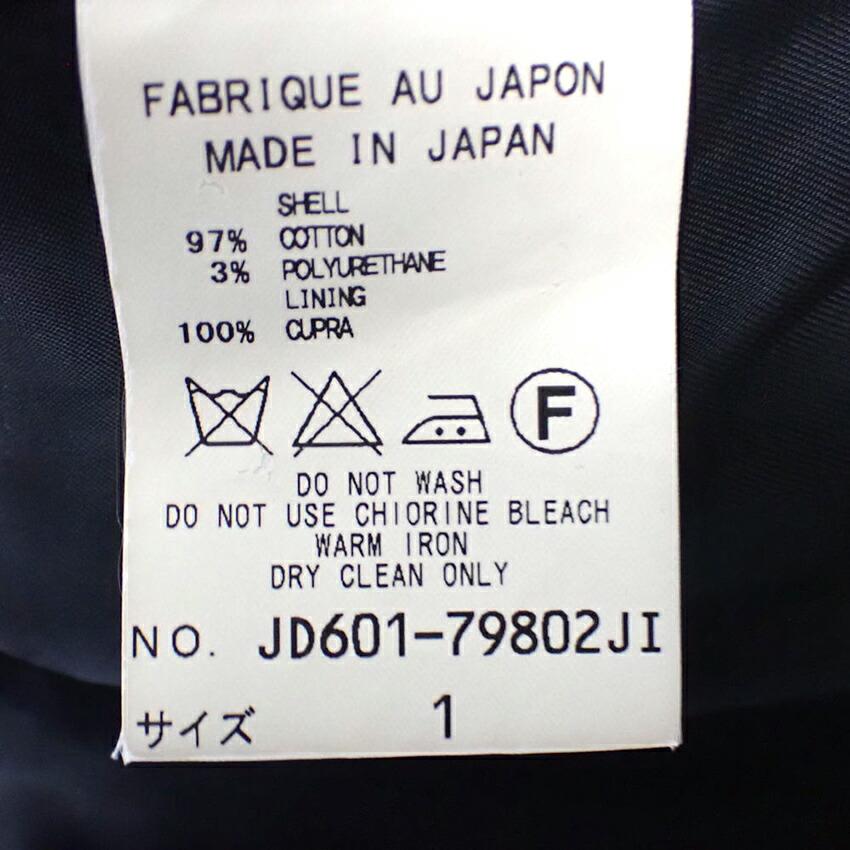 FABRIQUE AU JAPON
MADE IN JAPAN
SHELL
97% COTTON
3% POLYURETHANE
LINING
100% CUPRA
F
DO NOT WASH
DO NOT USE CHIORINE BLEACH
WARM IRON
DRY CLEAN ONLY
NO. JD601-79802JI
サイズ 1